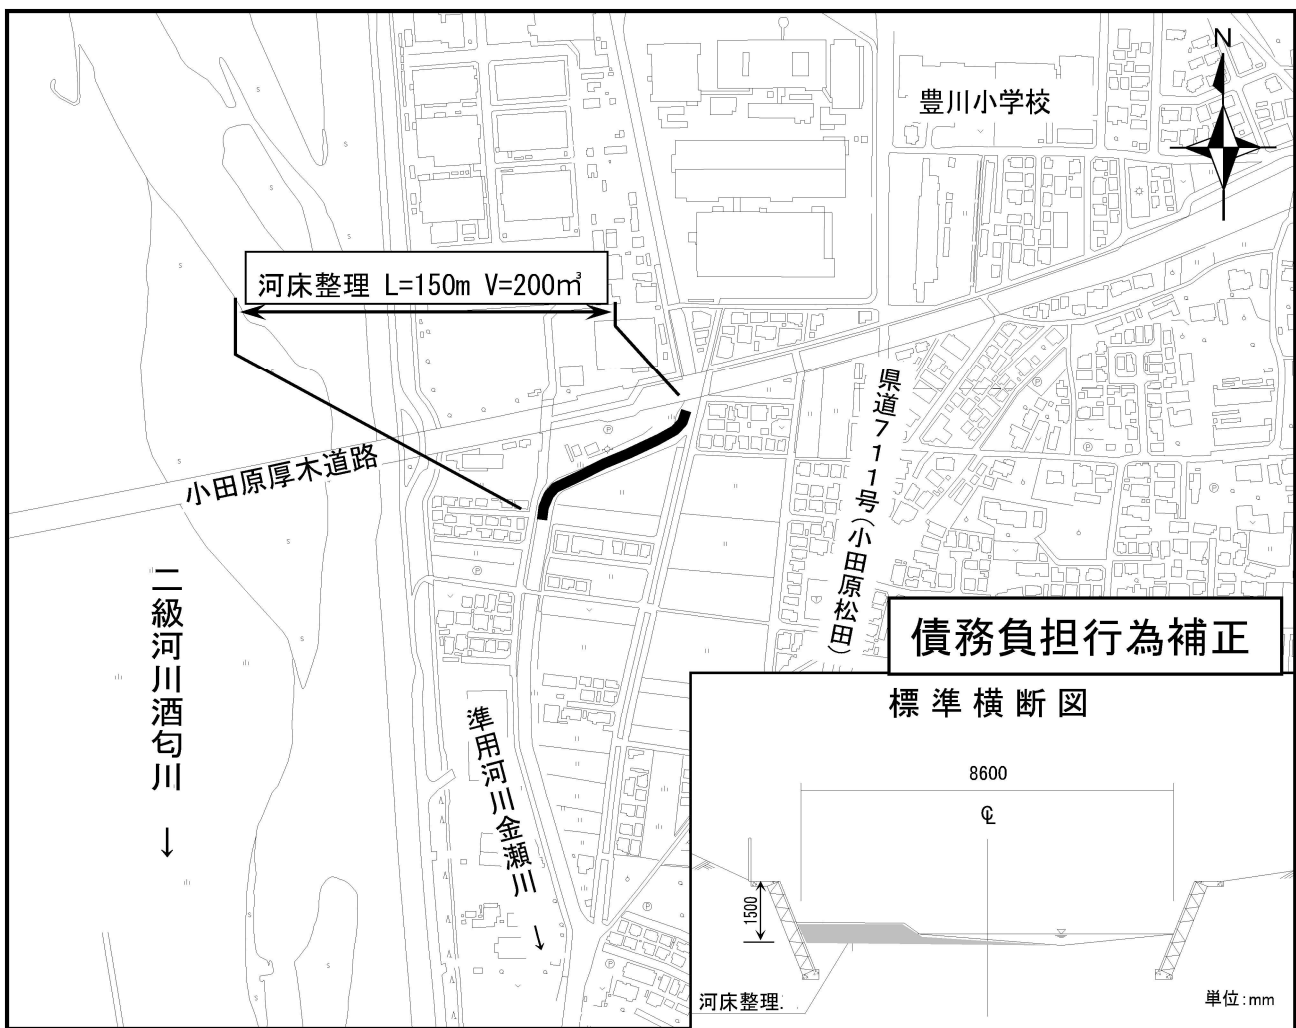 N
豊川小学校
河床整理 L=150m V=200㎥
小田原厚木道路
県道711号(小田原松田)
二級河川酒匂川 ↓
準用河川金瀬川 ↓
債務負担行為補正
標準横断図
8600
℄
1500
河床整理
単位:mm